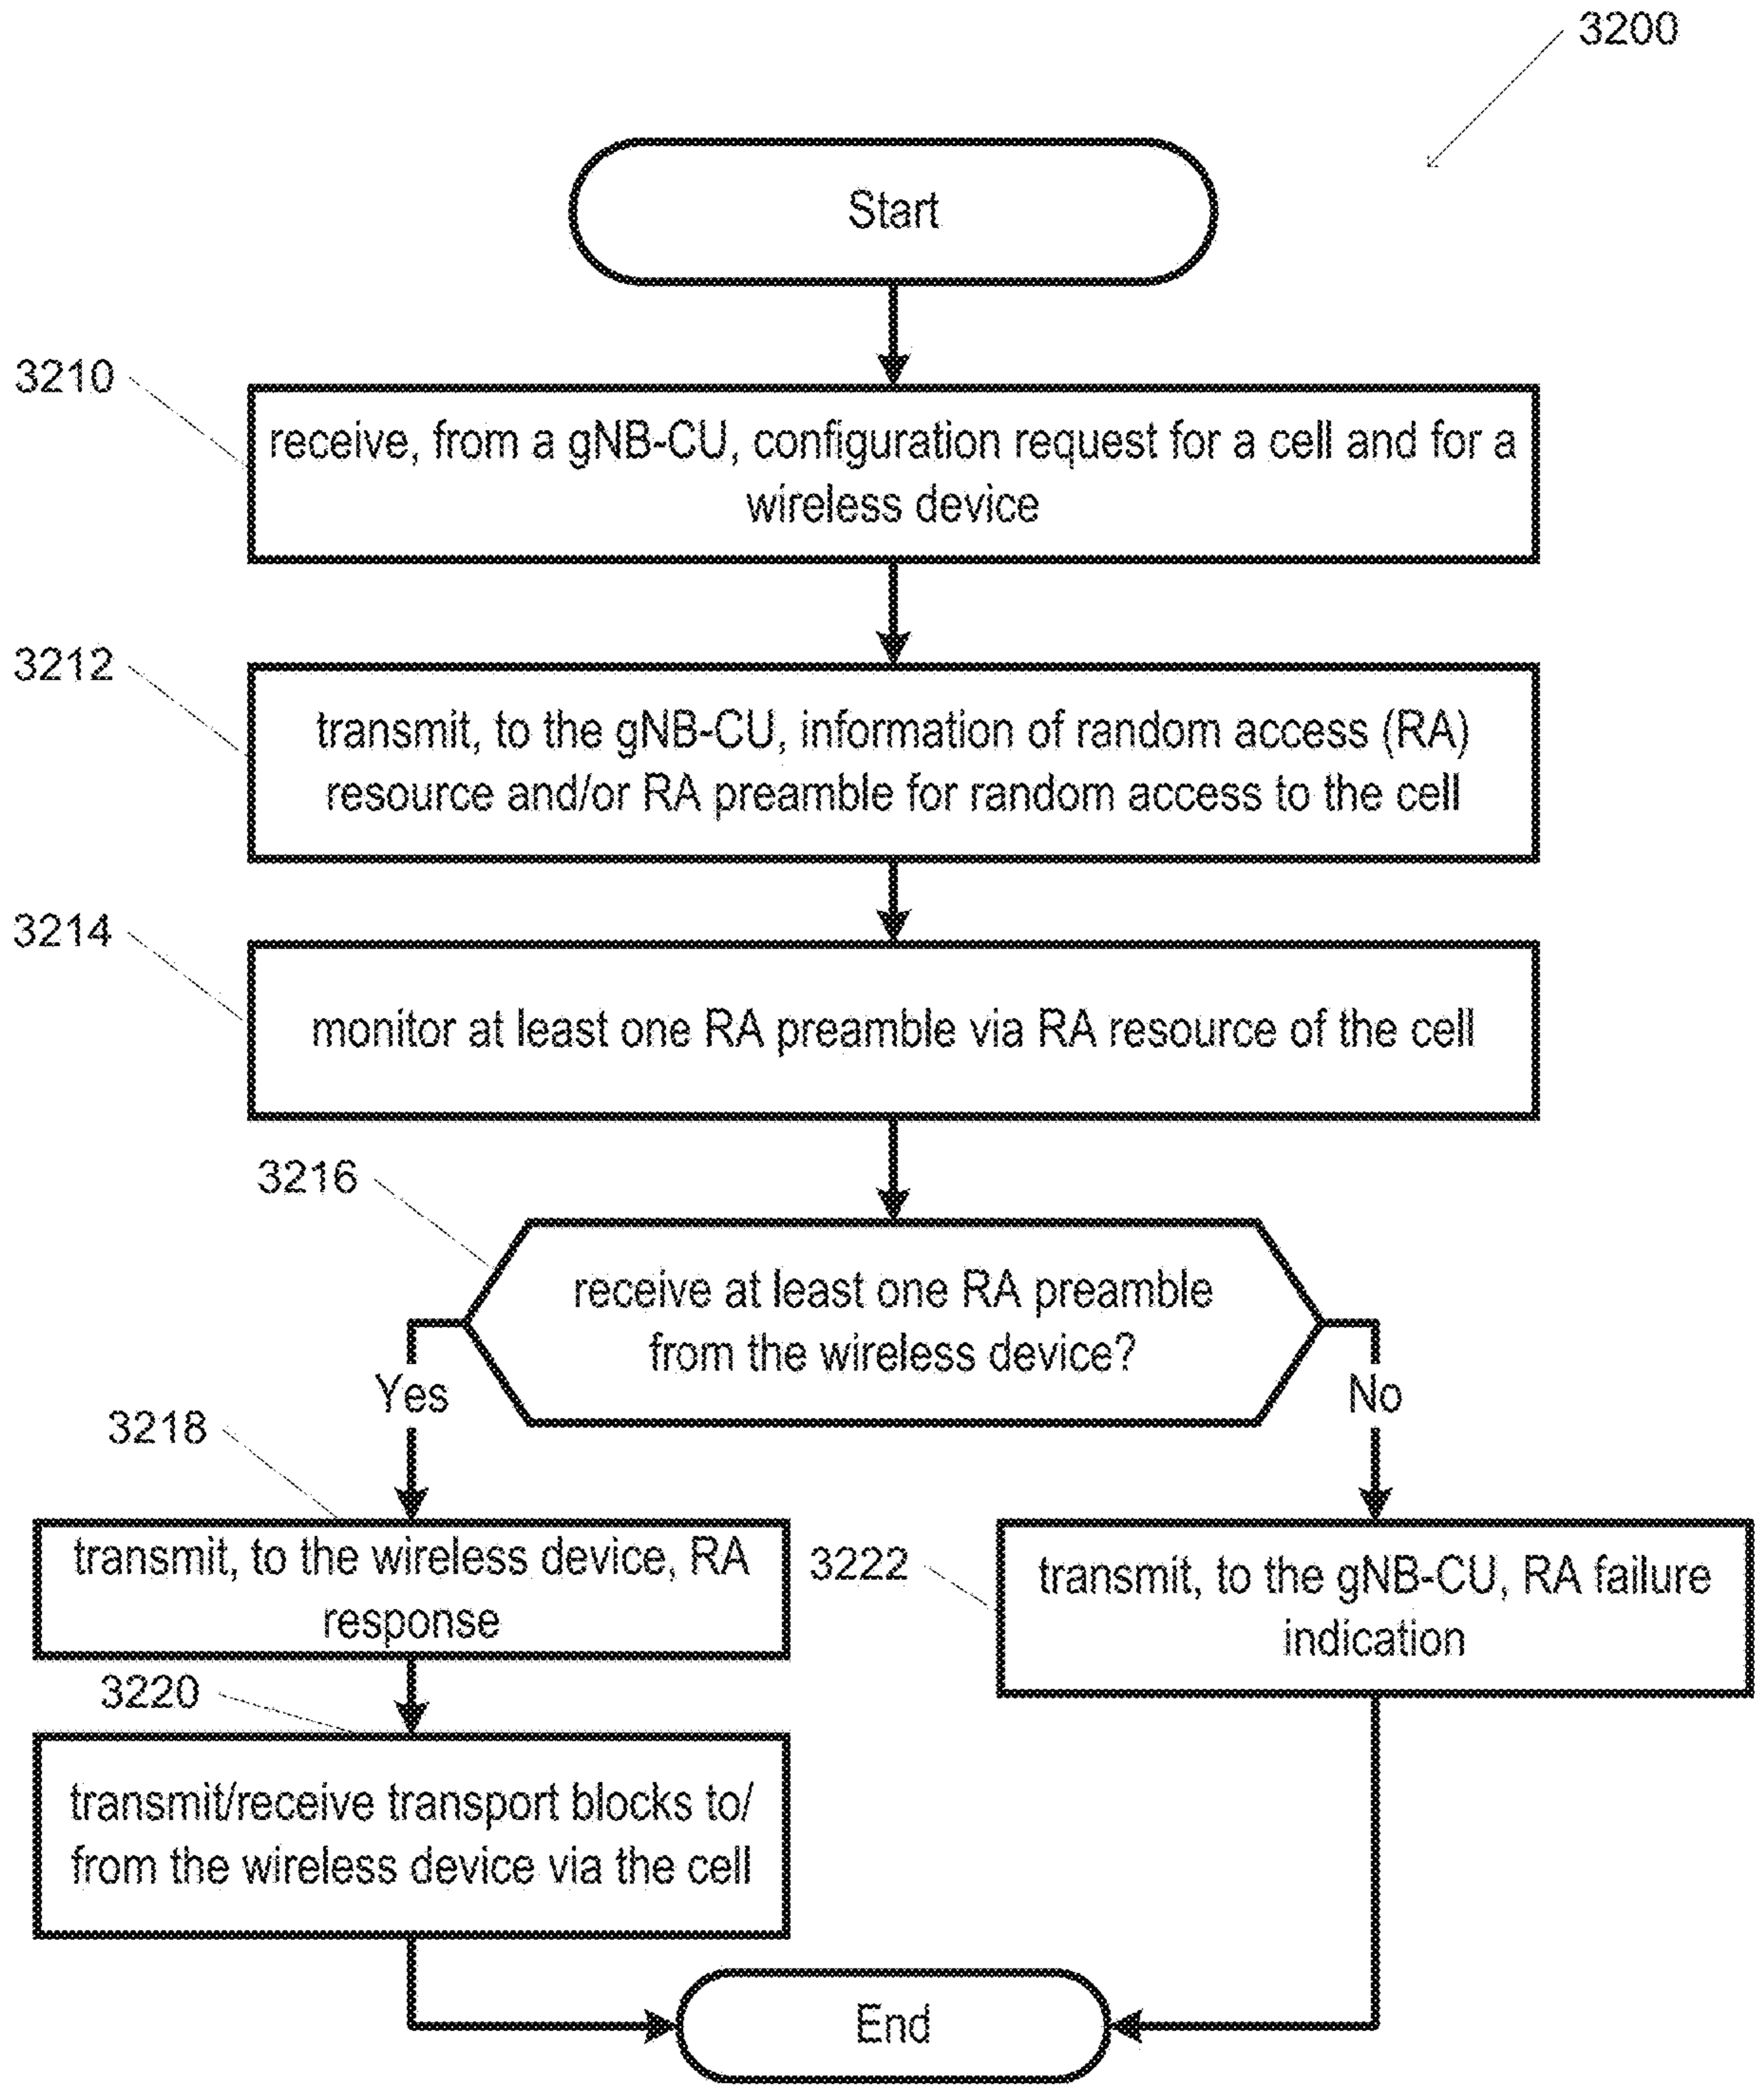 3200
Start
3210
receive, from a gNB-CU, configuration request for a cell and for a
wireless device
3212
transmit, to the gNB-CU, information of random access (RA)
resource and/or RA preamble for random access to the cell
3214
monitor at least one RA preamble via RA resource of the cell
3216
receive at least one RA preamble
from the wireless device?
Yes
No
3218
transmit, to the wireless device, RA
response
3222
transmit, to the gNB-CU, RA failure
indication
3220
transmit/receive transport blocks to/
from the wireless device via the cell
End